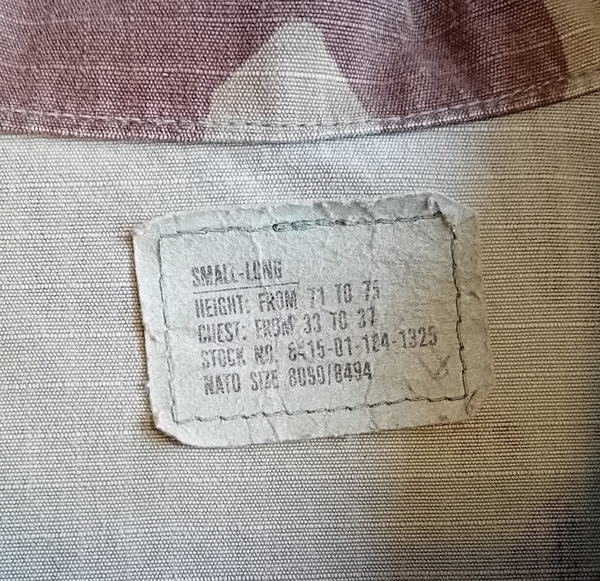 SMALL-LONG
HEIGHT: FROM 71 TO 75
CHEST: FROM 33 TO 37
STOCK NO. 8415-01-184-1325
NATO SIZE 8090/8494